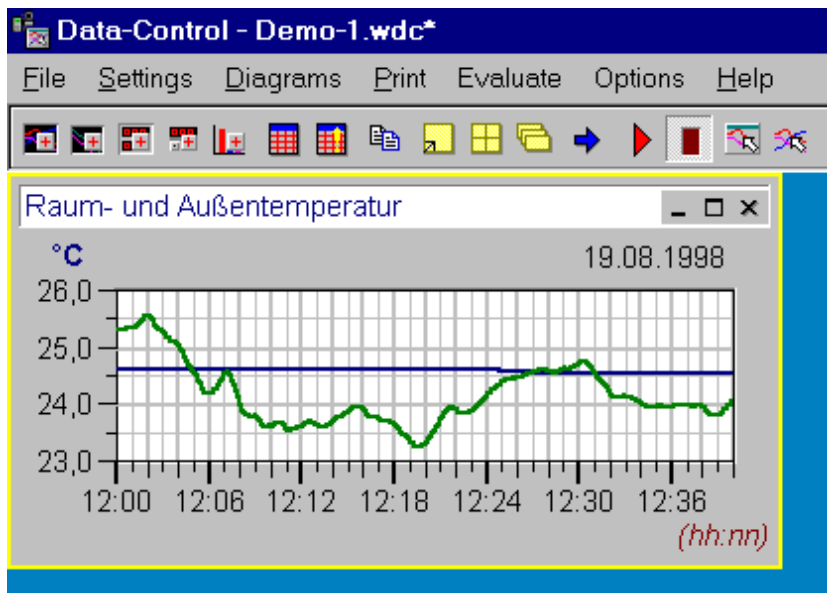 Data-Control - Demo-1.wdc*
File Settings Diagrams Print Evaluate Options Help
Raum- und Außentemperatur
°C 19.08.1998
26,0
25,0
24,0
23,0
12:00 12:06 12:12 12:18 12:24 12:30 12:36
(hh:nn)